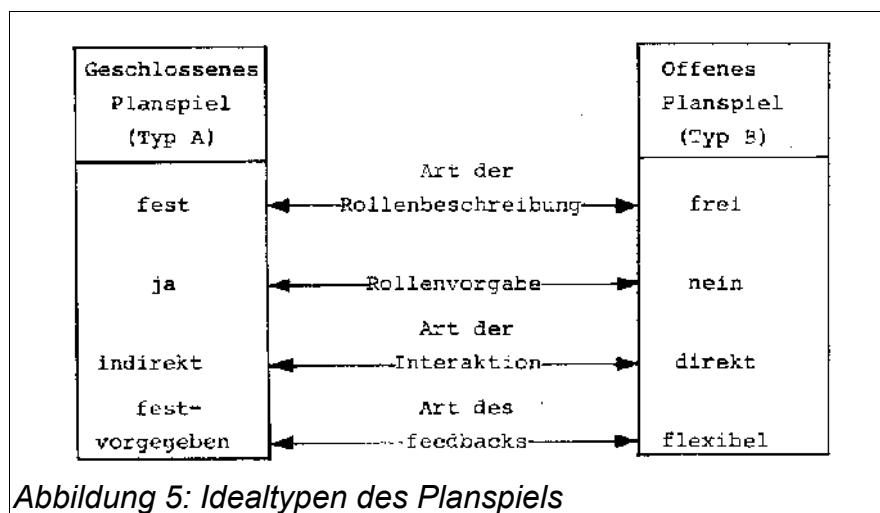 Geschlossenes
Planspiel
(Typ A)
Offenes
Planspiel
(Typ B)
Art der
fest Rollenbeschreibung frei
ja Rollenvorgabe nein
Art der
indirekt Interaktion direkt
fest- Art des
vorgegeben feedbacks flexibel
Abbildung 5: Idealtypen des Planspiels